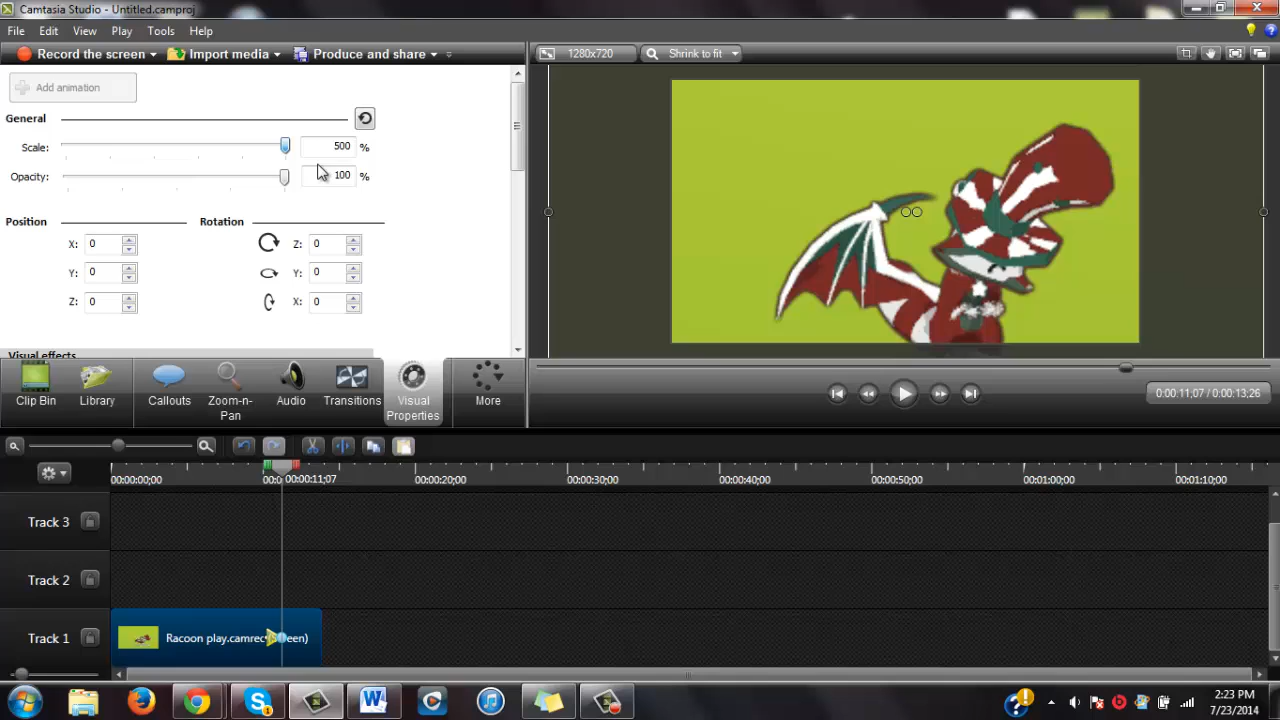 Camtasia Studio - Untitled.camproj
File Edit View Play Tools Help
Record the screen Import media Produce and share
1280x720 Shrink to fit
Add animation
General
Scale: 500 %
Opacity: 100 %
Position Rotation
X: 0 Z: 0
Y: 0 Y: 0
Z: 0 X: 0
Visual effects
Clip Bin Library Callouts Zoom-n-Pan Audio Transitions Visual Properties More
0:00:11;07 / 0:00:13;26
00:00:00;00 00:00:11;07 00:00:20;00 00:00:30;00 00:00:40;00 00:00:50;00 00:01:00;00 00:01:10;00
Track 3
Track 2
Track 1 Racoon play.camrec
2:23 PM
7/23/2014